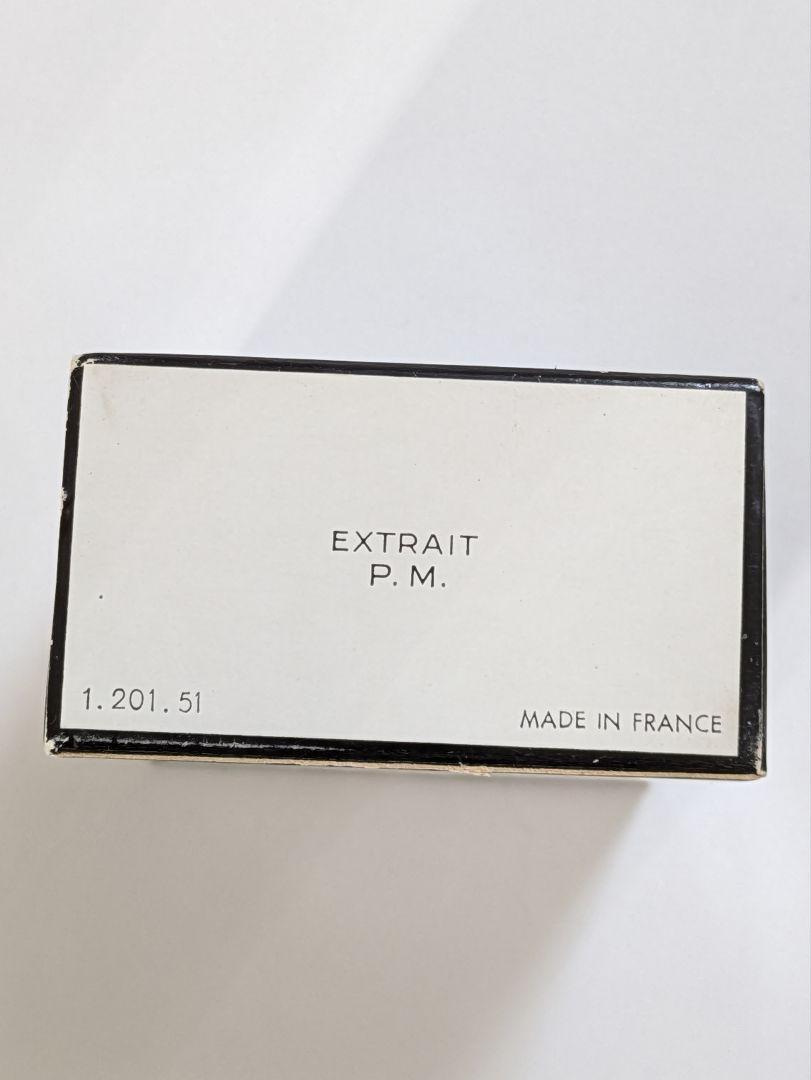 EXTRAIT
P. M.
1.201.51
MADE IN FRANCE